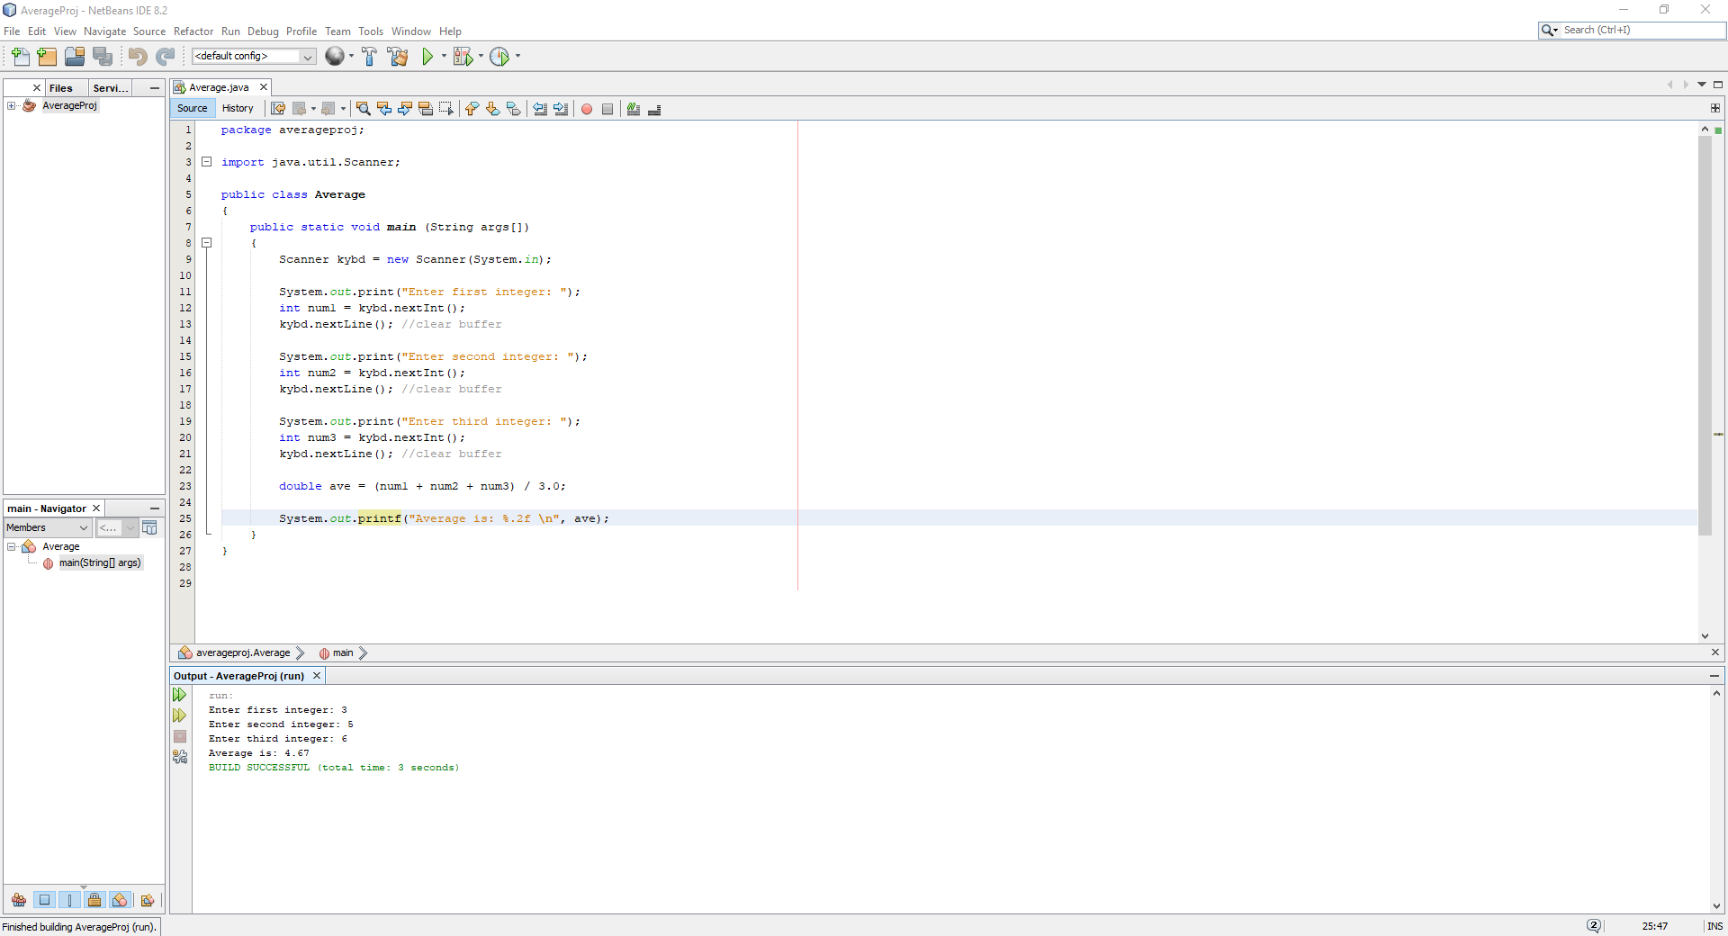 AverageProj - NetBeans IDE 8.2
File Edit View Navigate Source Refactor Run Debug Profile Team Tools Window Help
Search (Ctrl+I)
<default config>
Files Servi...
AverageProj
Average.java
Source History
1 package averageproj;
2
3 import java.util.Scanner;
4
5 public class Average
6 {
7 public static void main (String args[])
8 {
9 Scanner kybd = new Scanner(System.in);
10
11 System.out.print("Enter first integer: ");
12 int num1 = kybd.nextInt();
13 kybd.nextLine(); //clear buffer
14
15 System.out.print("Enter second integer: ");
16 int num2 = kybd.nextInt();
17 kybd.nextLine(); //clear buffer
18
19 System.out.print("Enter third integer: ");
20 int num3 = kybd.nextInt();
21 kybd.nextLine(); //clear buffer
22
23 double ave = (num1 + num2 + num3) / 3.0;
24
25 System.out.printf("Average is: %.2f \n", ave);
26 }
27 }
28
29
main - Navigator
Members <...
Average
main(String[] args)
averageproj.Average main
Output - AverageProj (run)
run:
Enter first integer: 3
Enter second integer: 5
Enter third integer: 6
Average is: 4.67
BUILD SUCCESSFUL (total time: 3 seconds)
Finished building AverageProj (run).
2 25:47 INS